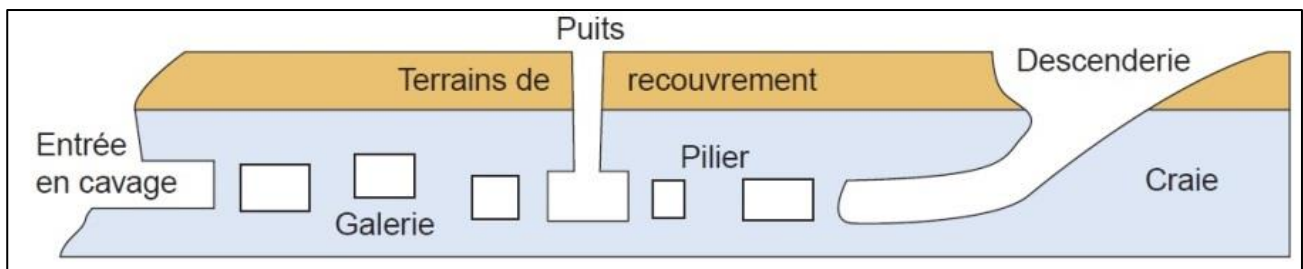 Puits
Descenderie
Terrains de recouvrement
Entrée
en cavage
Pilier
Craie
Galerie